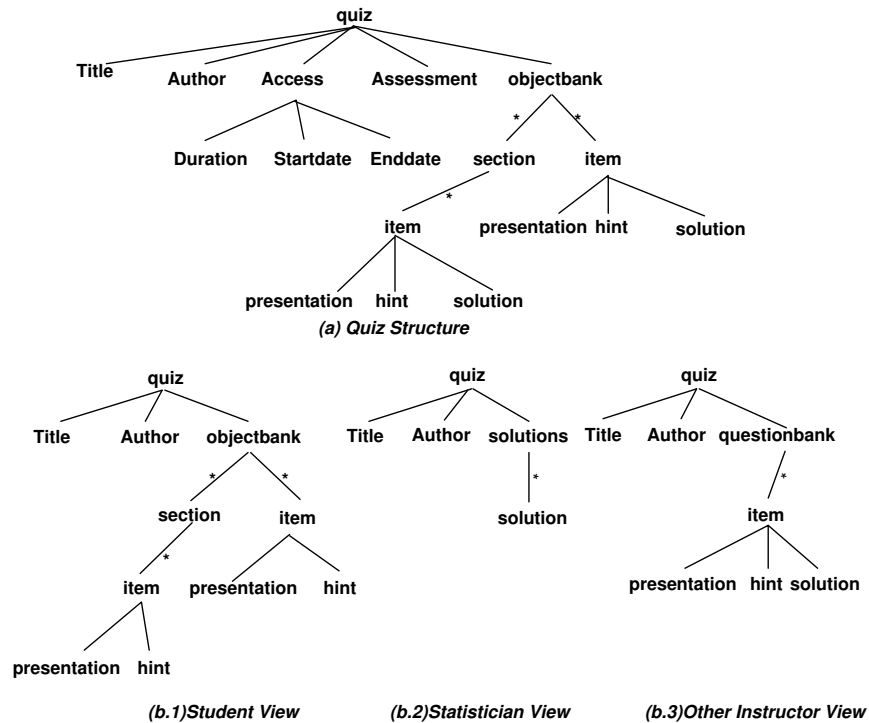 quiz
Title Author Access Assessment objectbank
* *
Duration Startdate Enddate section item
*
item presentation hint solution
presentation hint solution
(a) Quiz Structure
quiz quiz quiz
Title Author objectbank Title Author solutions Title Author questionbank
* * * *
section item solution item
*
item presentation hint presentation hint solution
presentation hint
(b.1)Student View (b.2)Statistician View (b.3)Other Instructor View